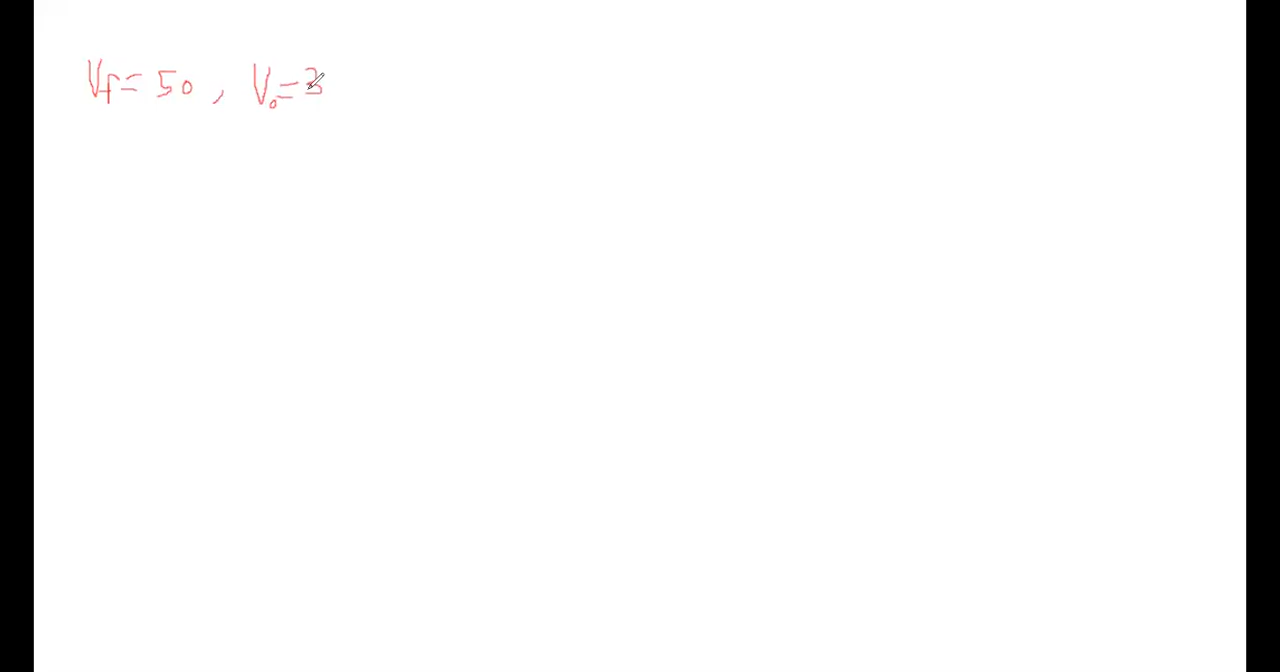 Vf = 50 , V₀ = 3